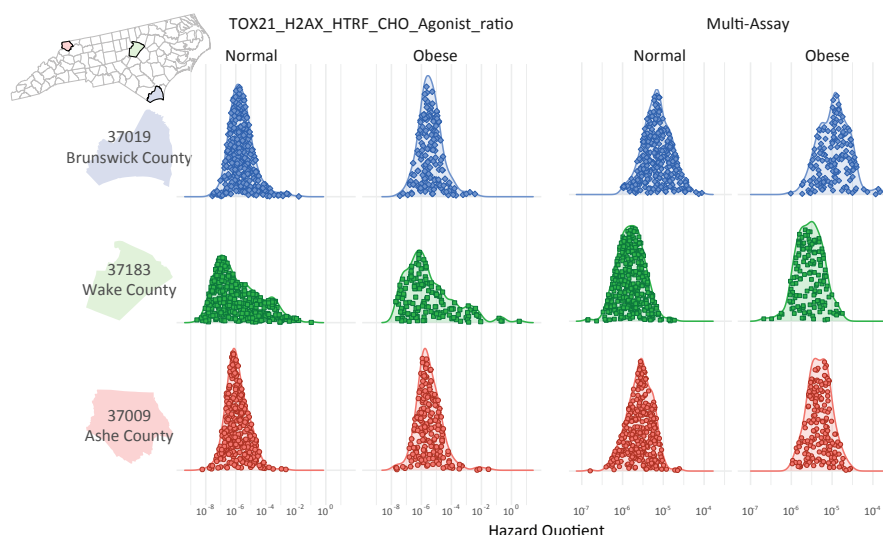 TOX21_H2AX_HTRF_CHO_Agonist_ratio Multi-Assay
Normal Obese Normal Obese
37019
Brunswick County
37183
Wake County
37009
Ashe County
10⁻⁸ 10⁻⁶ 10⁻⁴ 10⁻² 10⁰ 10⁻⁸ 10⁻⁶ 10⁻⁴ 10⁻² 10⁰ 10⁷ 10⁶ 10⁵ 10⁴ 10⁷ 10⁶ 10⁵ 10⁴
Hazard Quotient